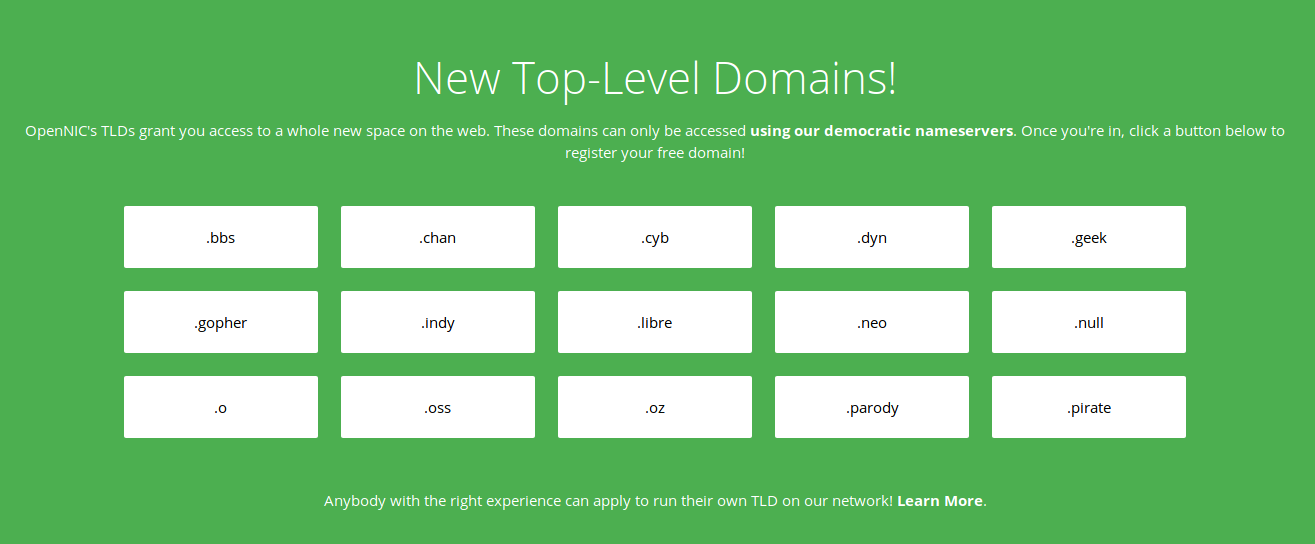 New Top-Level Domains!
OpenNIC's TLDs grant you access to a whole new space on the web. These domains can only be accessed using our democratic nameservers. Once you're in, click a button below to
register your free domain!
.bbs .chan .cyb .dyn .geek
.gopher .indy .libre .neo .null
.o .oss .oz .parody .pirate
Anybody with the right experience can apply to run their own TLD on our network! Learn More.